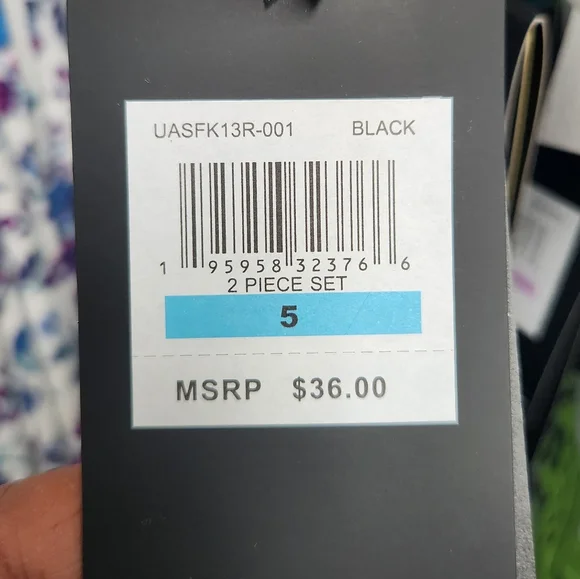 UASFK13R-001 BLACK
1 95958 32376 6
2 PIECE SET
5
MSRP $36.00